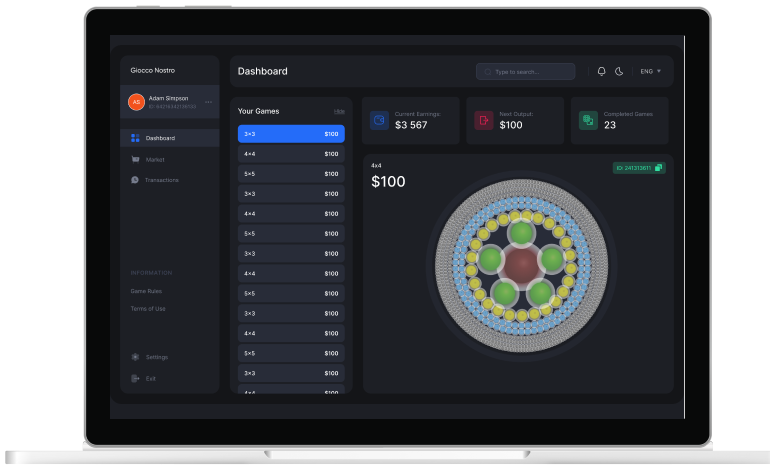 Giocco Nostro
AS
Adam Simpson
Dashboard
Market
Transactions
INFORMATION
Game Rules
Terms of Use
Settings
Exit
Dashboard
Type to search...
ENG
Your Games
3×3 $100
4×4 $100
5×5 $100
3×3 $100
4×4 $100
5×5 $100
3×3 $100
4×4 $100
5×5 $100
3×3 $100
4×4 $100
5×5 $100
3×3 $100
4×4 $100
Current Earnings:
$3 567
Next Output:
$100
Completed Games
23
4x4
$100
ID 241313611